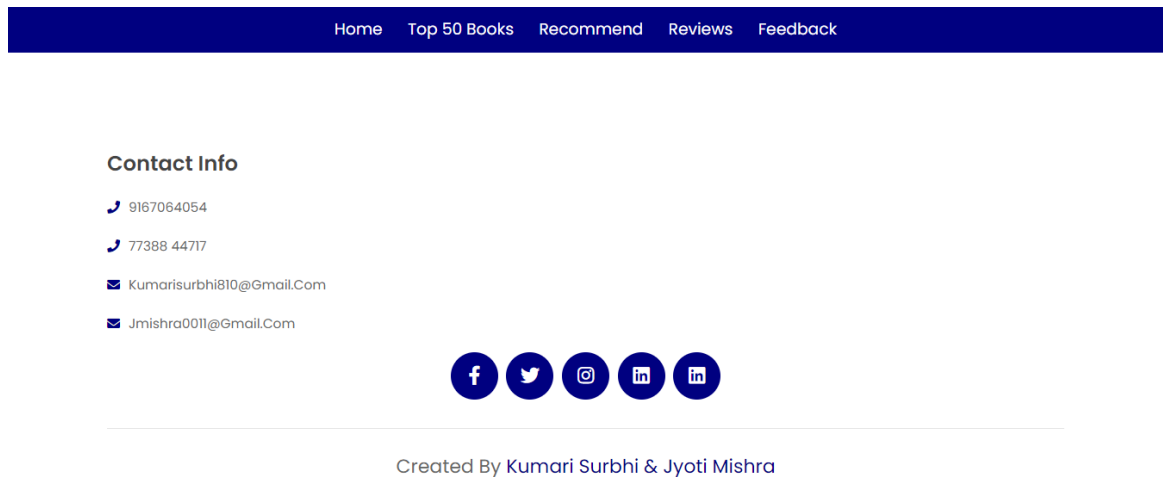 Home Top 50 Books Recommend Reviews Feedback
Contact Info
9167064054
77388 44717
Kumarisurbhi810@Gmail.Com
Jmishra0011@Gmail.Com
Created By Kumari Surbhi & Jyoti Mishra